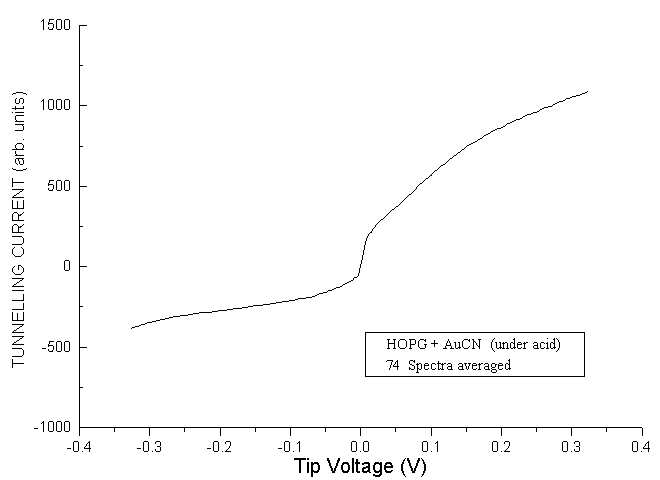 1500
1000
500
0
-500
-1000
TUNNELLING CURRENT (arb. units)
HOPG + AuCN (under acid)
74 Spectra averaged
-0.4 -0.3 -0.2 -0.1 0.0 0.1 0.2 0.3 0.4
Tip Voltage (V)